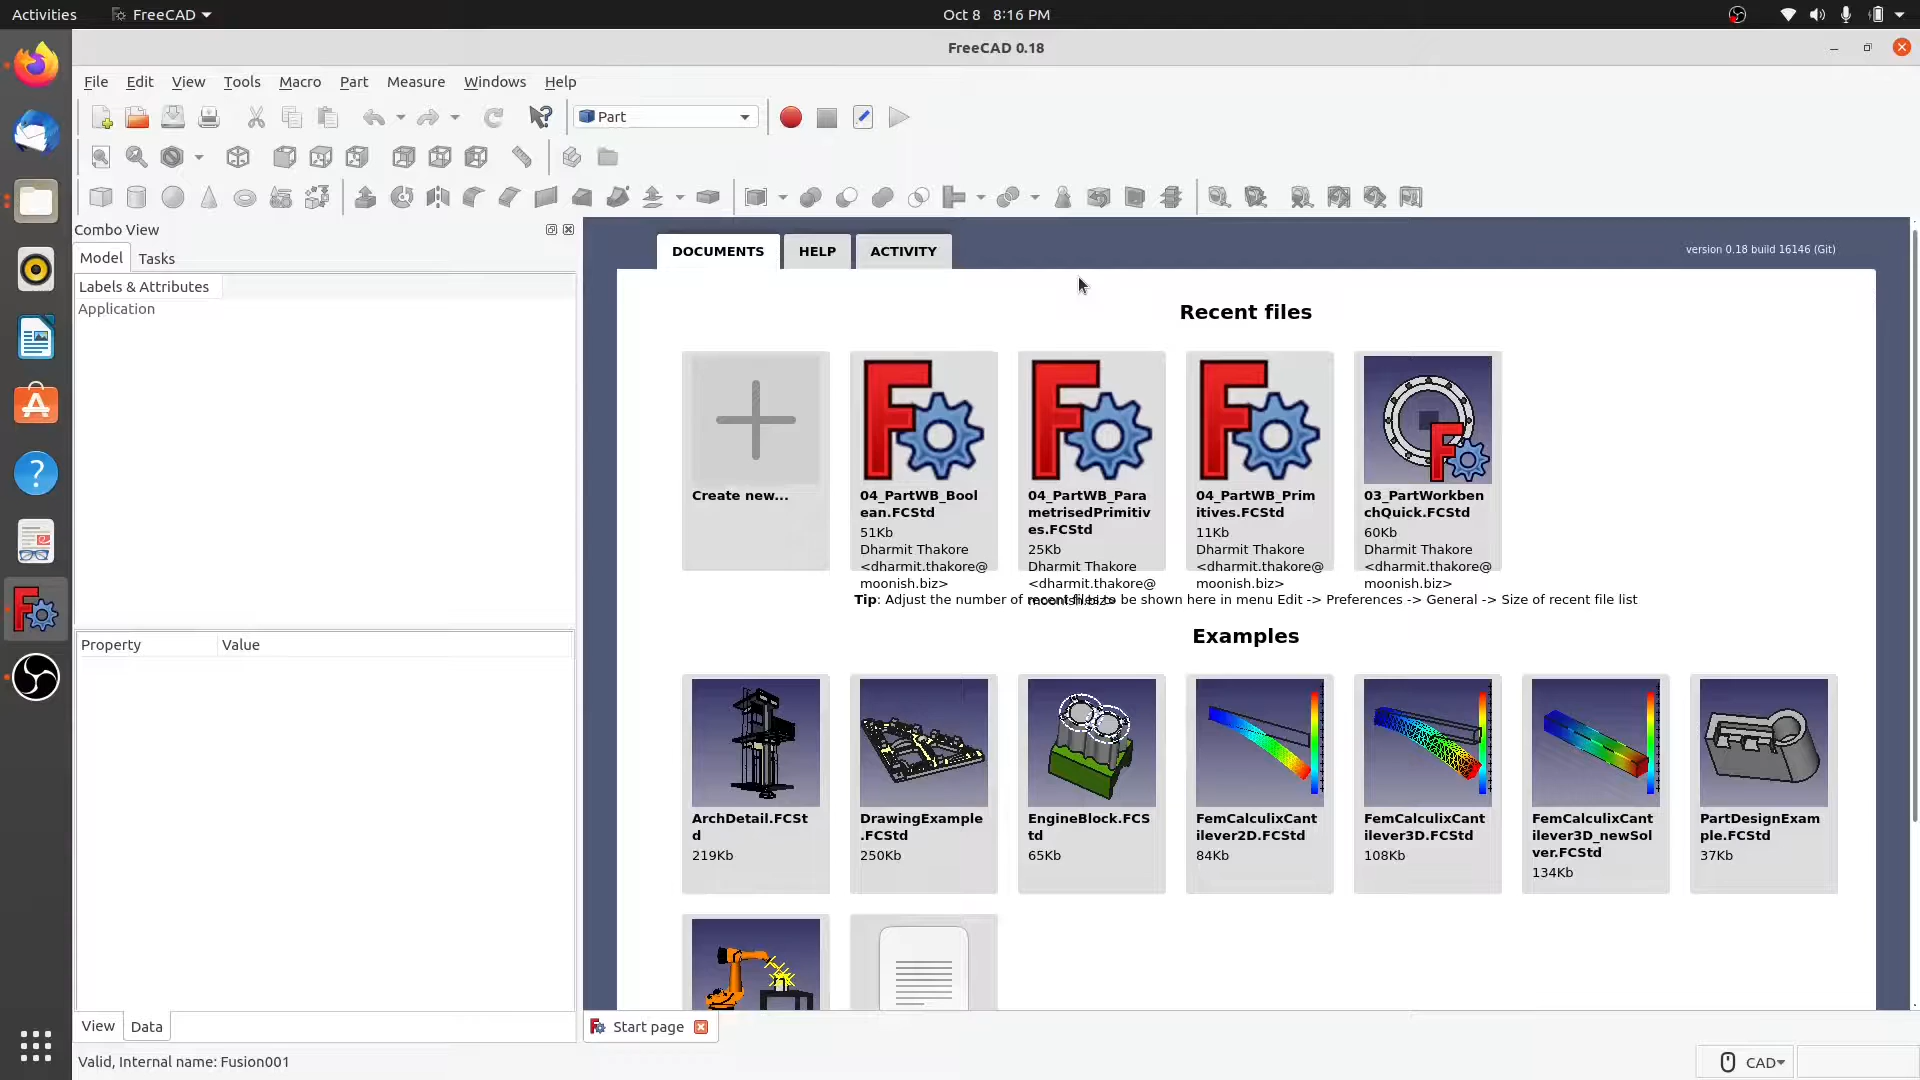 Activities FreeCAD Oct 8 8:16 PM
FreeCAD 0.18
File Edit View Tools Macro Part Measure Windows Help
Part
Combo View
Model Tasks
Labels & Attributes
Application
Property Value
View Data
DOCUMENTS HELP ACTIVITY
version 0.18 build 16146 (Git)
Recent files
Create new...
04_PartWB_Bool
ean.FCStd
51Kb
Dharmit Thakore
<dharmit.thakore@
moonish.biz>
04_PartWB_Para
metrisedPrimitiv
es.FCStd
25Kb
Dharmit Thakore
<dharmit.thakore@
moonish.biz>
04_PartWB_Prim
itives.FCStd
11Kb
Dharmit Thakore
<dharmit.thakore@
moonish.biz>
03_PartWorkben
chQuick.FCStd
60Kb
Dharmit Thakore
<dharmit.thakore@
moonish.biz>
Tip: Adjust the number of recent files to be shown here in menu Edit -> Preferences -> General -> Size of recent file list
Examples
ArchDetail.FCSt
d
219Kb
DrawingExample
.FCStd
250Kb
EngineBlock.FCS
td
65Kb
FemCalculixCant
ilever2D.FCStd
84Kb
FemCalculixCant
ilever3D.FCStd
108Kb
FemCalculixCant
ilever3D_newSol
ver.FCStd
134Kb
PartDesignExam
ple.FCStd
37Kb
Start page
Valid, Internal name: Fusion001
CAD